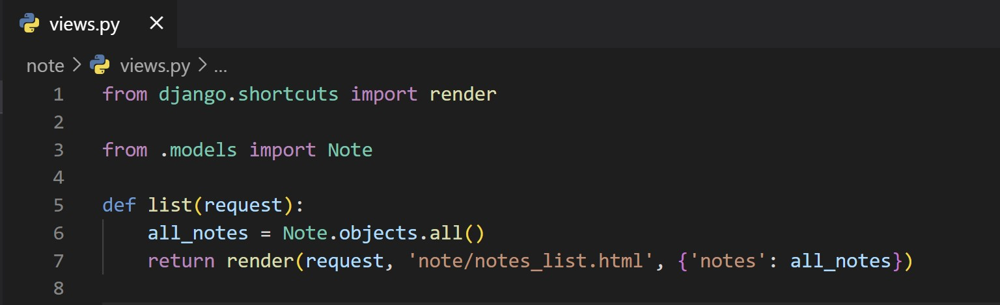 views.py ×
note > views.py > ...
1 from django.shortcuts import render
2
3 from .models import Note
4
5 def list(request):
6     all_notes = Note.objects.all()
7     return render(request, 'note/notes_list.html', {'notes': all_notes})
8